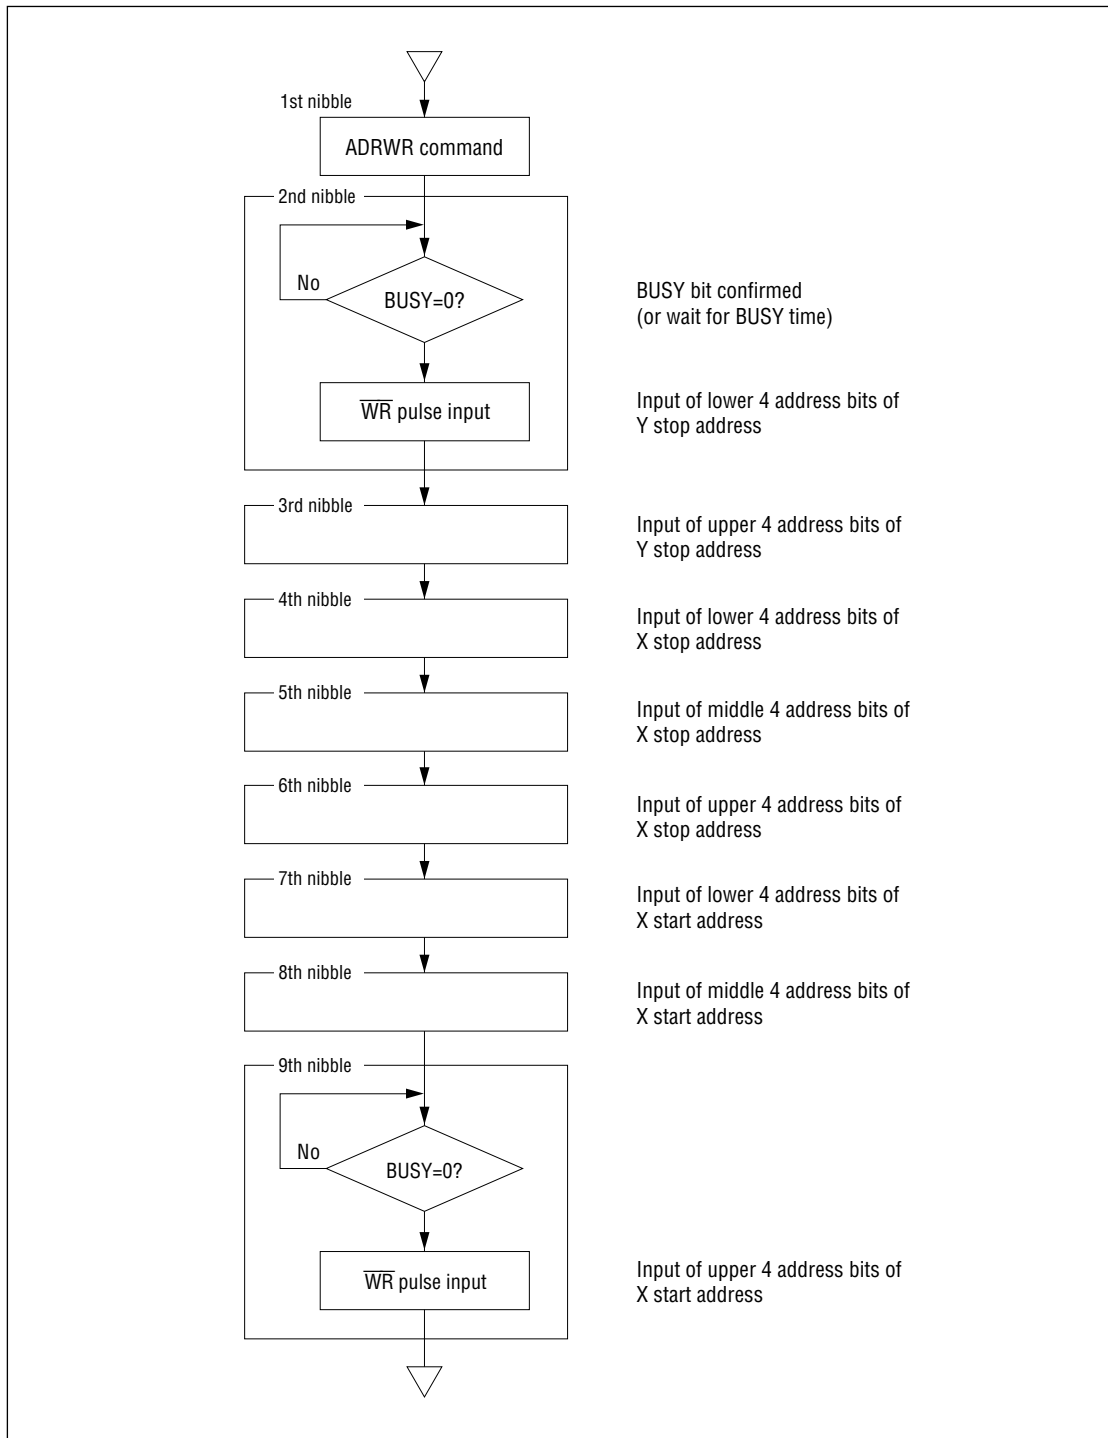 1st nibble
ADRWR command
2nd nibble
No
BUSY=0?
BUSY bit confirmed
(or wait for BUSY time)
W̅R̅ pulse input
Input of lower 4 address bits of
Y stop address
3rd nibble
Input of upper 4 address bits of
Y stop address
4th nibble
Input of lower 4 address bits of
X stop address
5th nibble
Input of middle 4 address bits of
X stop address
6th nibble
Input of upper 4 address bits of
X stop address
7th nibble
Input of lower 4 address bits of
X start address
8th nibble
Input of middle 4 address bits of
X start address
9th nibble
No
BUSY=0?
W̅R̅ pulse input
Input of upper 4 address bits of
X start address